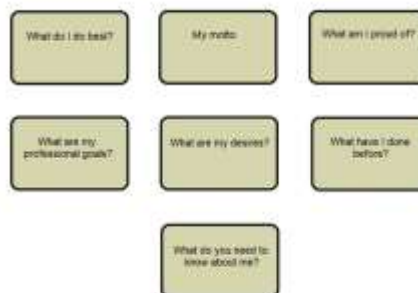 What do I do best?
My motto
What am I proud of?
What are my
professional goals?
What are my desires?
What have I done
before?
What do you need to
know about me?